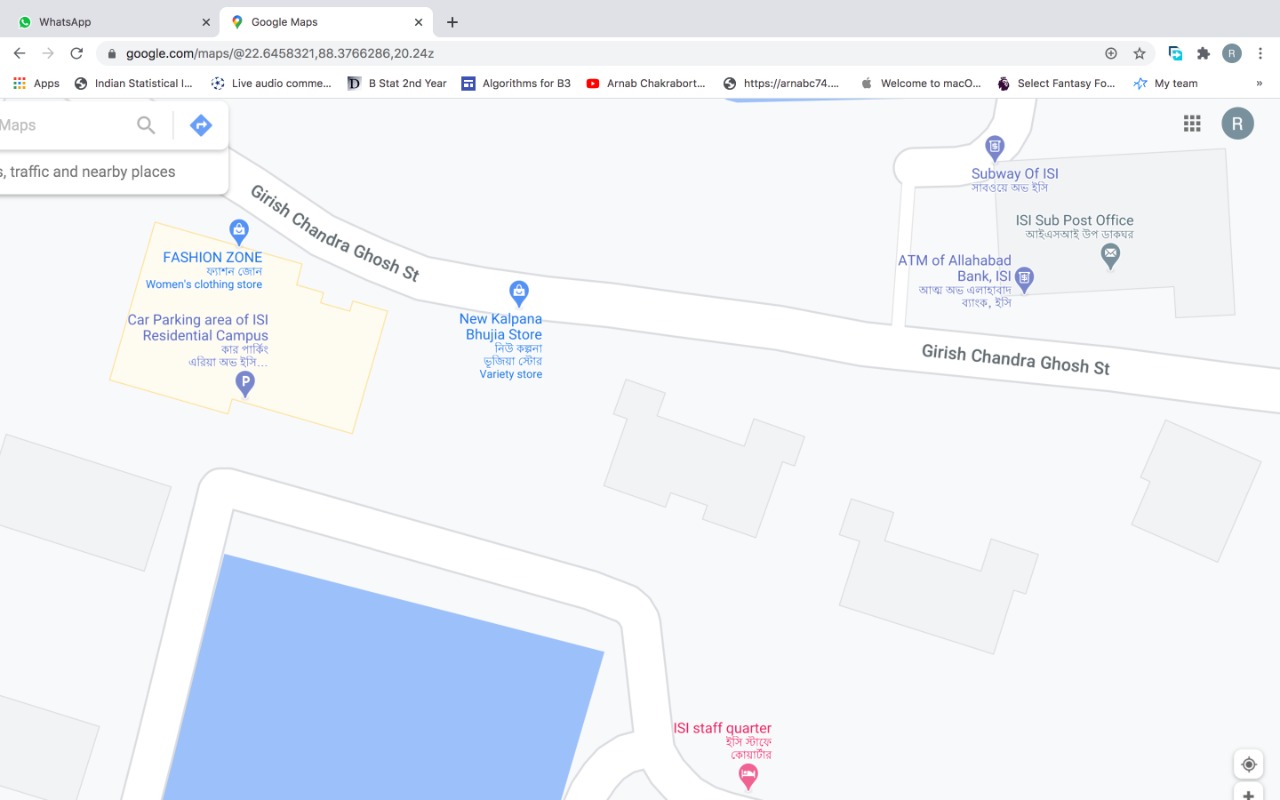 WhatsApp
Google Maps
google.com/maps/@22.6458321,88.3766286,20.24z
R
Apps
Indian Statistical I...
Live audio comme...
B Stat 2nd Year
Algorithms for B3
Arnab Chakrabort...
https://arnabc74....
Welcome to macO...
Select Fantasy Fo...
My team
»
Maps
R
s, traffic and nearby places
Subway Of ISI
সাবওয়ে অভ ইসি
Girish Chandra Ghosh St
ISI Sub Post Office
আইএসআই উপ ডাকঘর
FASHION ZONE
ফ্যাশন জোন
Women's clothing store
ATM of Allahabad
Bank, ISI
আত্ম অভ এলাহাবাদ
ব্যাংক, ইসি
New Kalpana
Bhujia Store
নিউ কল্পনা
ভূজিয়া স্টোর
Variety store
Car Parking area of ISI
Residential Campus
কার পার্কিং
এরিয়া অভ ইসি...
P
Girish Chandra Ghosh St
ISI staff quarter
ইসি স্টাফে
কোয়ার্টার